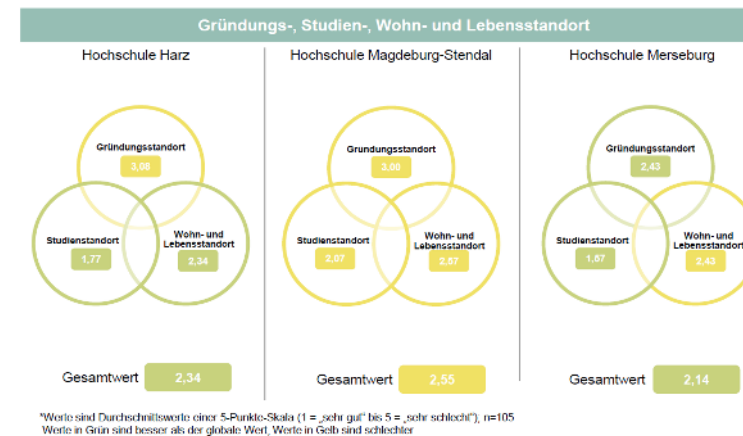 Gründungs-, Studien-, Wohn- und Lebensstandort
Hochschule Harz
Gründungsstandort
3,08
Studienstandort
1,77
Wohn- und
Lebensstandort
2,34
Gesamtwert 2,34
Hochschule Magdeburg-Stendal
Grundungsstandort
3,00
Studienstandort
2,07
Wohn- und
Lebensstandort
2,57
Gesamtwert 2,55
Hochschule Merseburg
Gründungsstandort
2,43
Studienstandort
1,57
Wohn- und
Lebensstandort
2,43
Gesamtwert 2,14
*Werte sind Durchschnittswerte einer 5-Punkte-Skala (1 = „sehr gut“ bis 5 = „sehr schlecht“); n=105
Werte in Grün sind besser als der globale Wert, Werte in Gelb sind schlechter